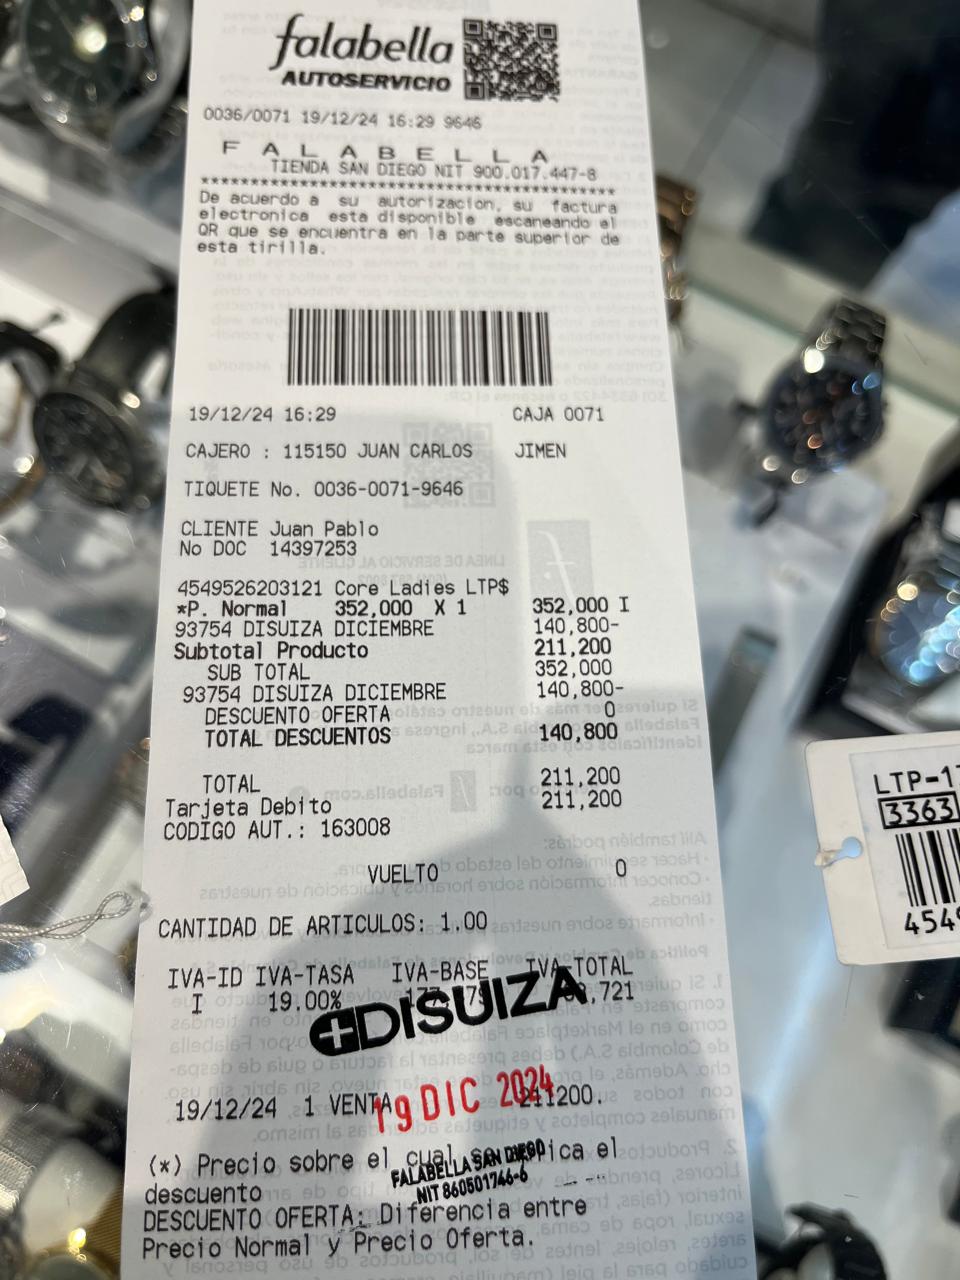 falabella
AUTOSERVICIO
0036/0071 19/12/24 16:29 9646
F A L A B E L L A
TIENDA SAN DIEGO NIT 900.017.447-8
****************************************************
De acuerdo a su autorizacion, su factura
electronica esta disponible escaneando el
QR que se encuentra en la parte superior de
esta tirilla.
19/12/24 16:29 CAJA 0071
CAJERO : 115150 JUAN CARLOS JIMEN
TIQUETE No. 0036-0071-9646
CLIENTE Juan Pablo
No DOC 14397253
4549526203121 Core Ladies LTP$
*P. Normal 352,000 X 1 352,000 I
93754 DISUIZA DICIEMBRE 140,800-
Subtotal Producto 211,200
SUB TOTAL 352,000
93754 DISUIZA DICIEMBRE 140,800-
DESCUENTO OFERTA 0
TOTAL DESCUENTOS 140,800
TOTAL 211,200
Tarjeta Debito 211,200
CODIGO AUT.: 163008
VUELTO 0
CANTIDAD DE ARTICULOS: 1.00
IVA-ID IVA-TASA IVA-BASE IVA-TOTAL
I 19.00% ,721
DISUIZA
19/12/24 1 VENTA 211200.
19 DIC 2024
(*) Precio sobre el cual el
descuento
FALABELLA SAN DIEGO
NIT 860501746-6
DESCUENTO OFERTA: Diferencia entre
Precio Normal y Precio Oferta.
LTP-1
3363
454